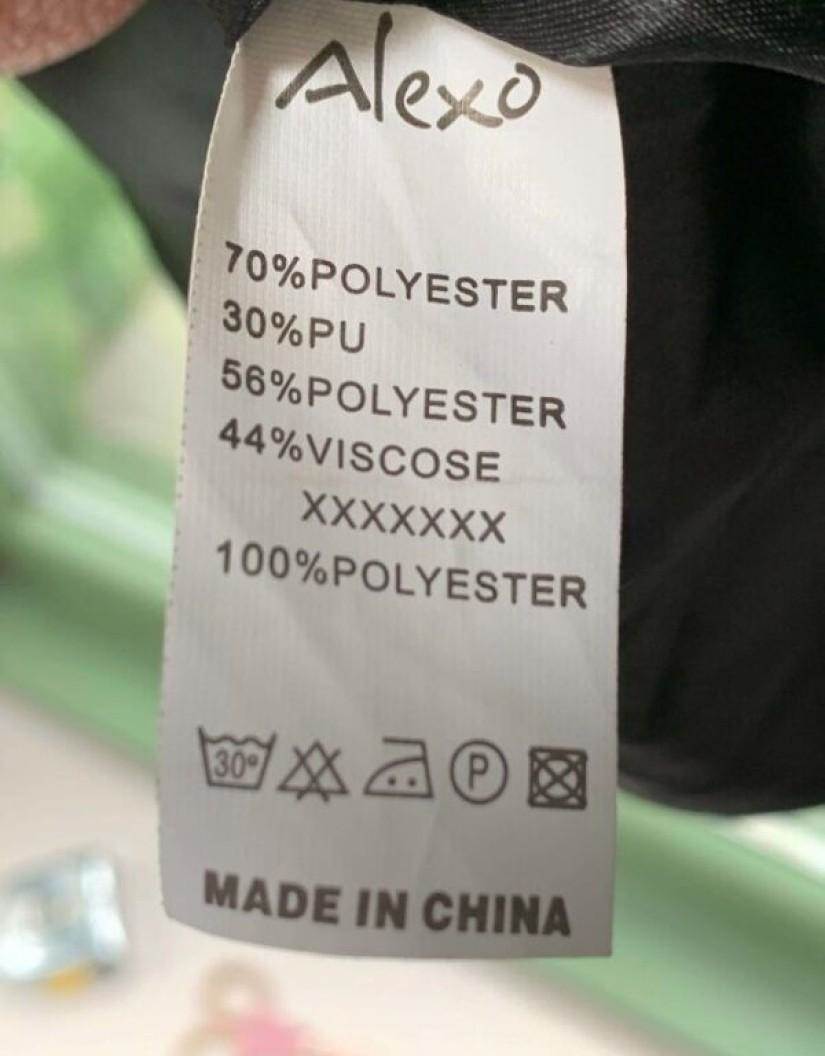 Alexo
70%POLYESTER
30%PU
56%POLYESTER
44%VISCOSE
XXXXXXX
100%POLYESTER
30°
P
MADE IN CHINA